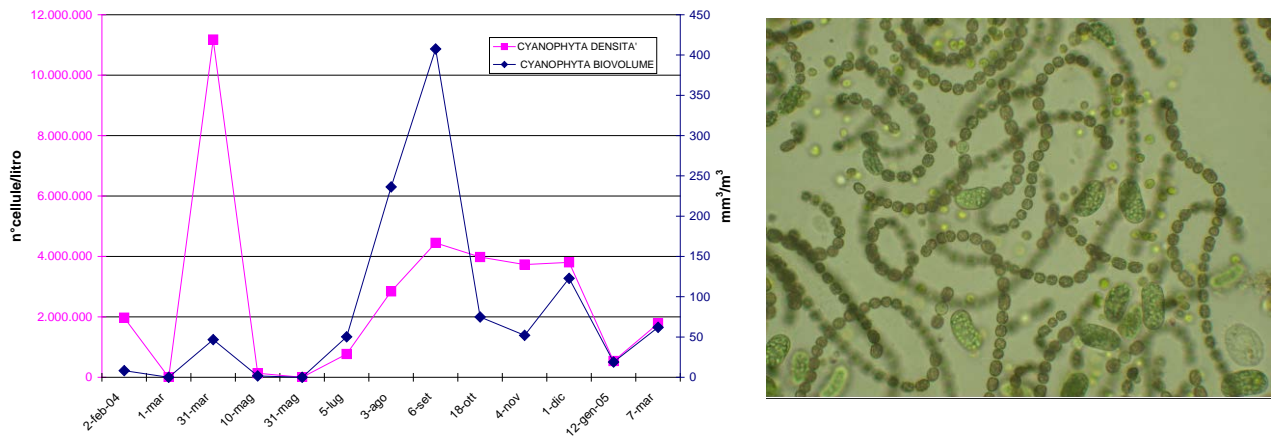 12.000.000
10.000.000
8.000.000
6.000.000
4.000.000
2.000.000
0
n°cellule/litro
CYANOPHYTA DENSITA'
CYANOPHYTA BIOVOLUME
450
400
350
300
250
200
150
100
50
0
mm³/m³
2-feb-04
1-mar
31-mar
10-mag
31-mag
5-lug
3-ago
6-set
18-ott
4-nov
1-dic
12-gen-05
7-mar